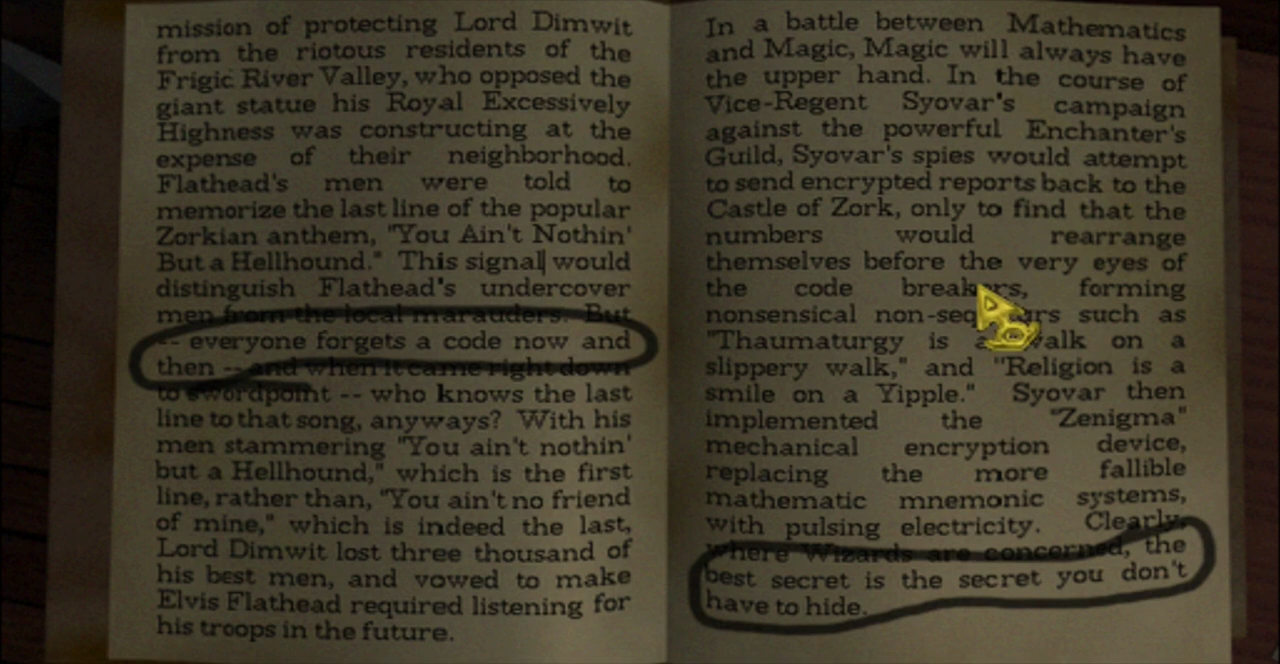 mission of protecting Lord Dimwit
from the riotous residents of the
Frigic River Valley, who opposed the
giant statue his Royal Excessively
Highness was constructing at the
expense of their neighborhood.
Flathead's men were told to
memorize the last line of the popular
Zorkian anthem, "You Ain't Nothin'
But a Hellhound." This signal would
distinguish Flathead's undercover
men from the local marauders. But
-- everyone forgets a code now and
then -- and when it came right down
to swordpoint -- who knows the last
line to that song, anyways? With his
men stammering "You ain't nothin'
but a Hellhound," which is the first
line, rather than, "You ain't no friend
of mine," which is indeed the last,
Lord Dimwit lost three thousand of
his best men, and vowed to make
Elvis Flathead required listening for
his troops in the future.
In a battle between Mathematics
and Magic, Magic will always have
the upper hand. In the course of
Vice-Regent Syovar's campaign
against the powerful Enchanter's
Guild, Syovar's spies would attempt
to send encrypted reports back to the
Castle of Zork, only to find that the
numbers would rearrange
themselves before the very eyes of
the code breakers, forming
nonsensical such as
"Thaumaturgy is on a
slippery walk," and "Religion is a
smile on a Yipple." Syovar then
implemented the "Zenigma"
mechanical encryption device,
replacing the more fallible
mathematic mnemonic systems,
with pulsing electricity. Clearly,
where Wizards are concerned, the
best secret is the secret you don't
have to hide.